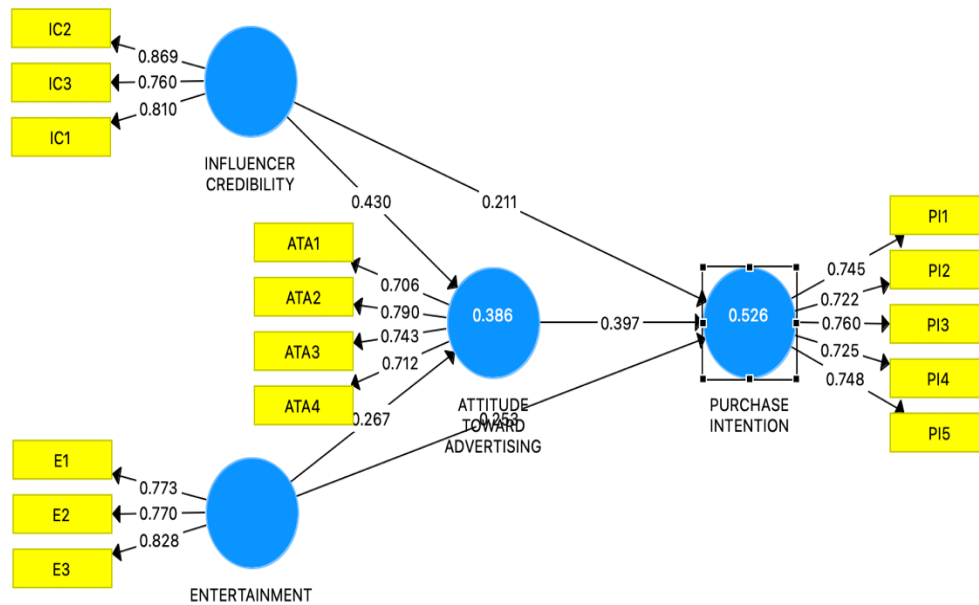 IC2
0.869
IC3
0.760
IC1
0.810
INFLUENCER
CREDIBILITY
0.430
0.211
ATA1
0.706
ATA2
0.790
ATA3
0.743
ATA4
0.712
0.386
ATTITUDE
TOWARD
ADVERTISING
0.397
0.267
0.253
0.526
PURCHASE
INTENTION
PI1
0.745
PI2
0.722
PI3
0.760
PI4
0.725
PI5
0.748
E1
0.773
E2
0.770
E3
0.828
ENTERTAINMENT